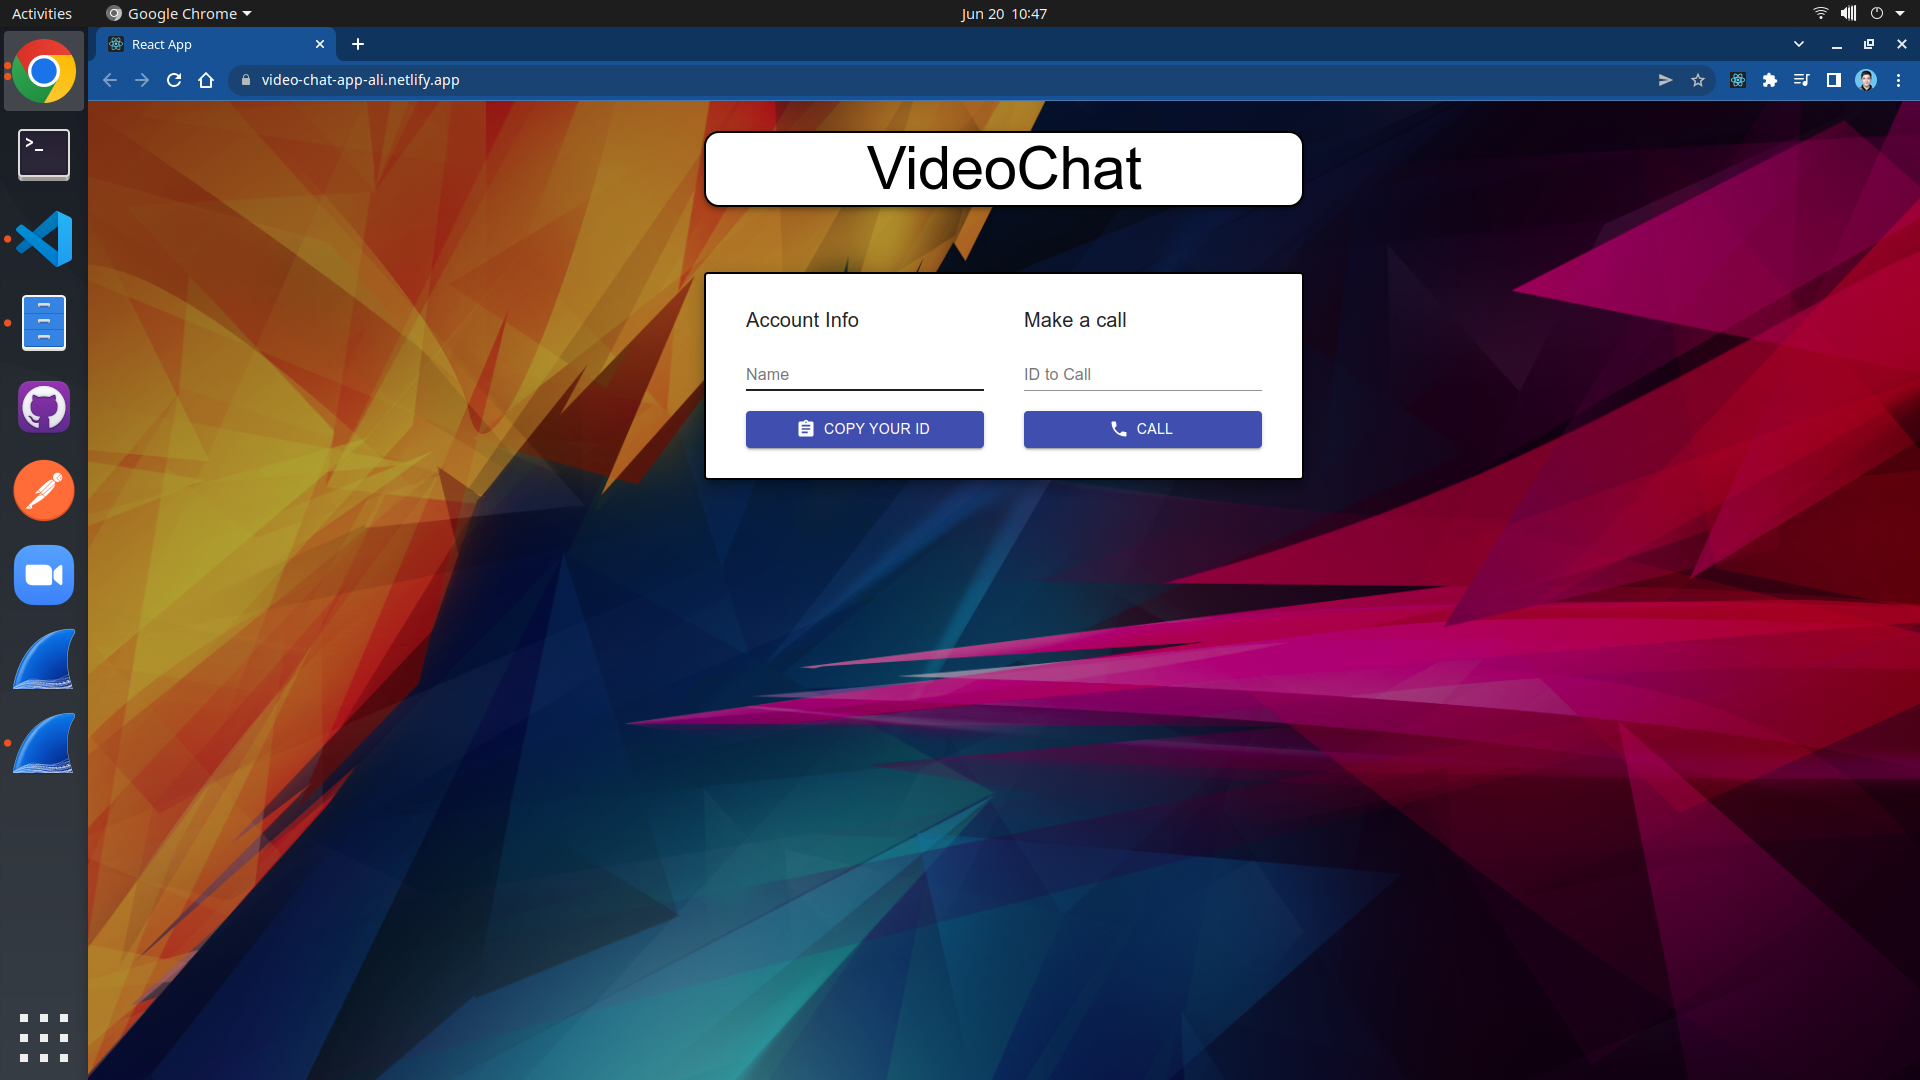 Activities
Google Chrome
Jun 20 10:47
React App
video-chat-app-ali.netlify.app
>_
VideoChat
Account Info
Make a call
Name
ID to Call
COPY YOUR ID
CALL